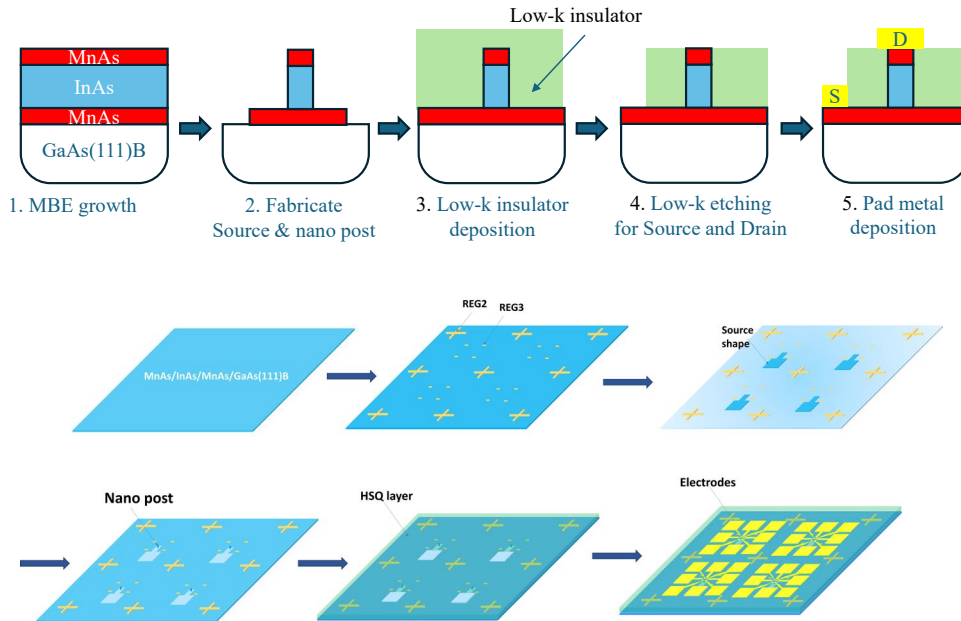 Low-k insulator
MnAs
InAs
MnAs
GaAs(111)B
S
D
1. MBE growth
2. Fabricate
Source & nano post
3. Low-k insulator
deposition
4. Low-k etching
for Source and Drain
5. Pad metal
deposition
MnAs/InAs/MnAs/GaAs(111)B
REG2
REG3
Source
shape
Nano post
HSQ layer
Electrodes